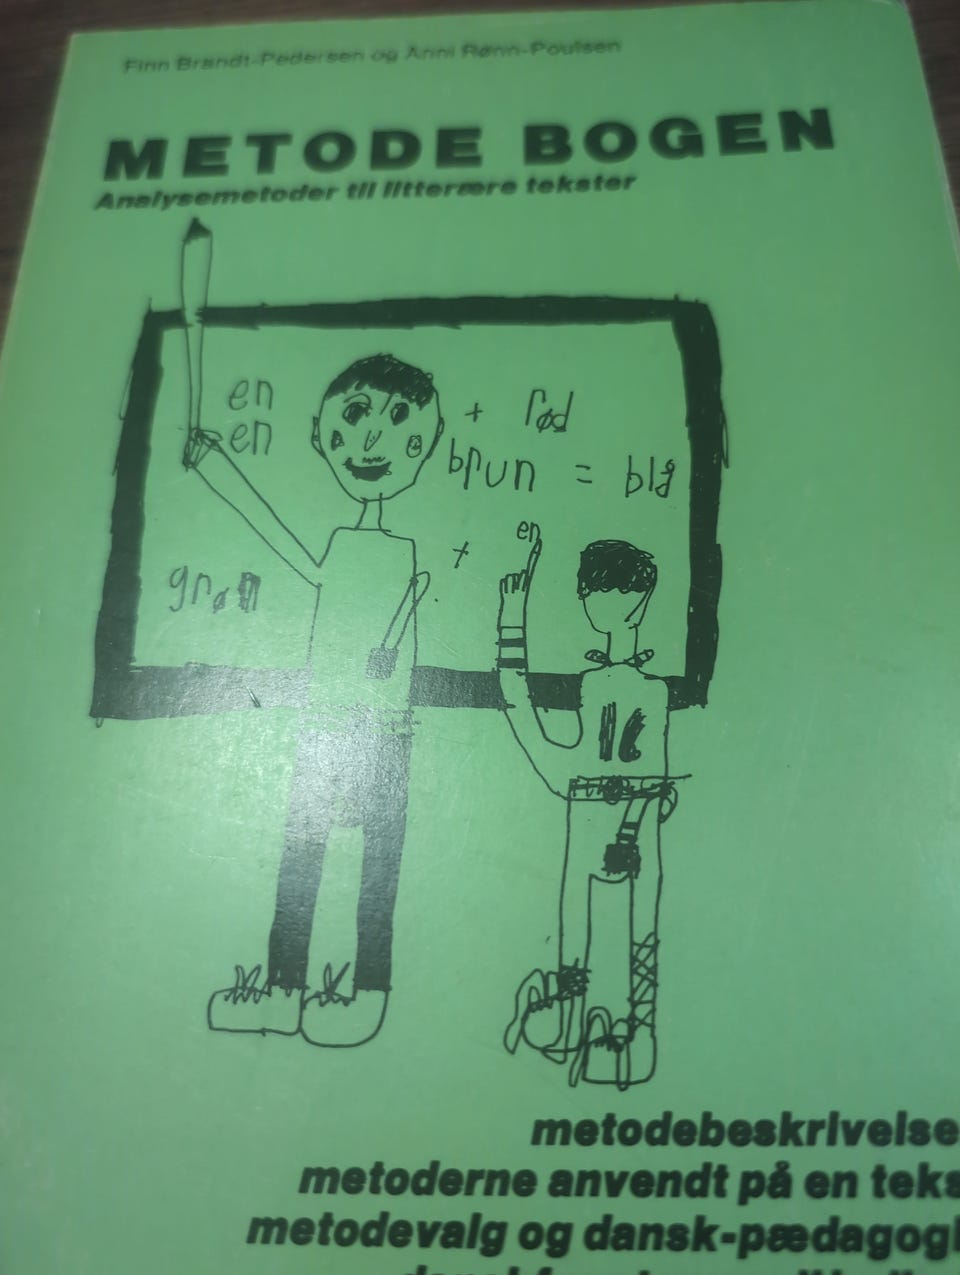 Finn Brandt-Pedersen og Anni Rønn-Poulsen
METODE BOGEN
Analysemetoder til litterære tekster
en + rød
en brun = blå
+ en
grøn
metodebeskrivelse
metoderne anvendt på en teks
metodevalg og dansk-pædagogi